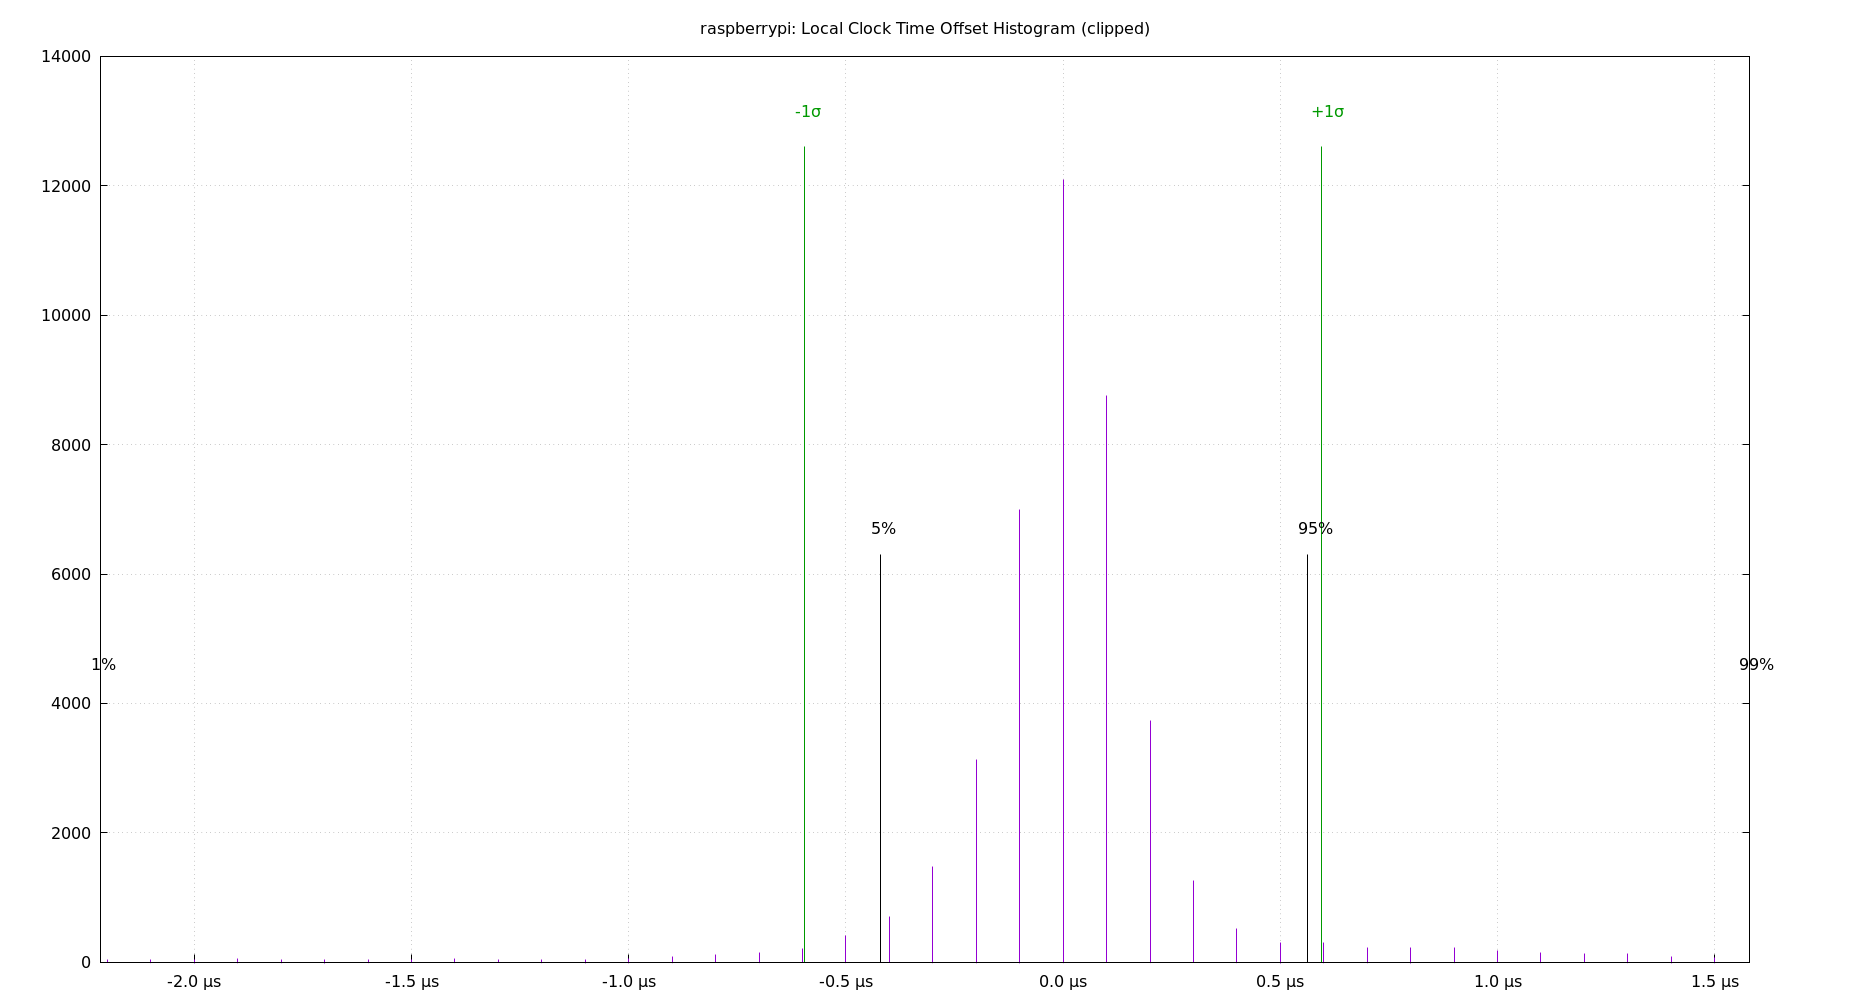 raspberrypi: Local Clock Time Offset Histogram (clipped)
14000
-1σ
+1σ
12000
10000
8000
5%
95%
6000
1%
99%
4000
2000
0
-2.0 µs
-1.5 µs
-1.0 µs
-0.5 µs
0.0 µs
0.5 µs
1.0 µs
1.5 µs